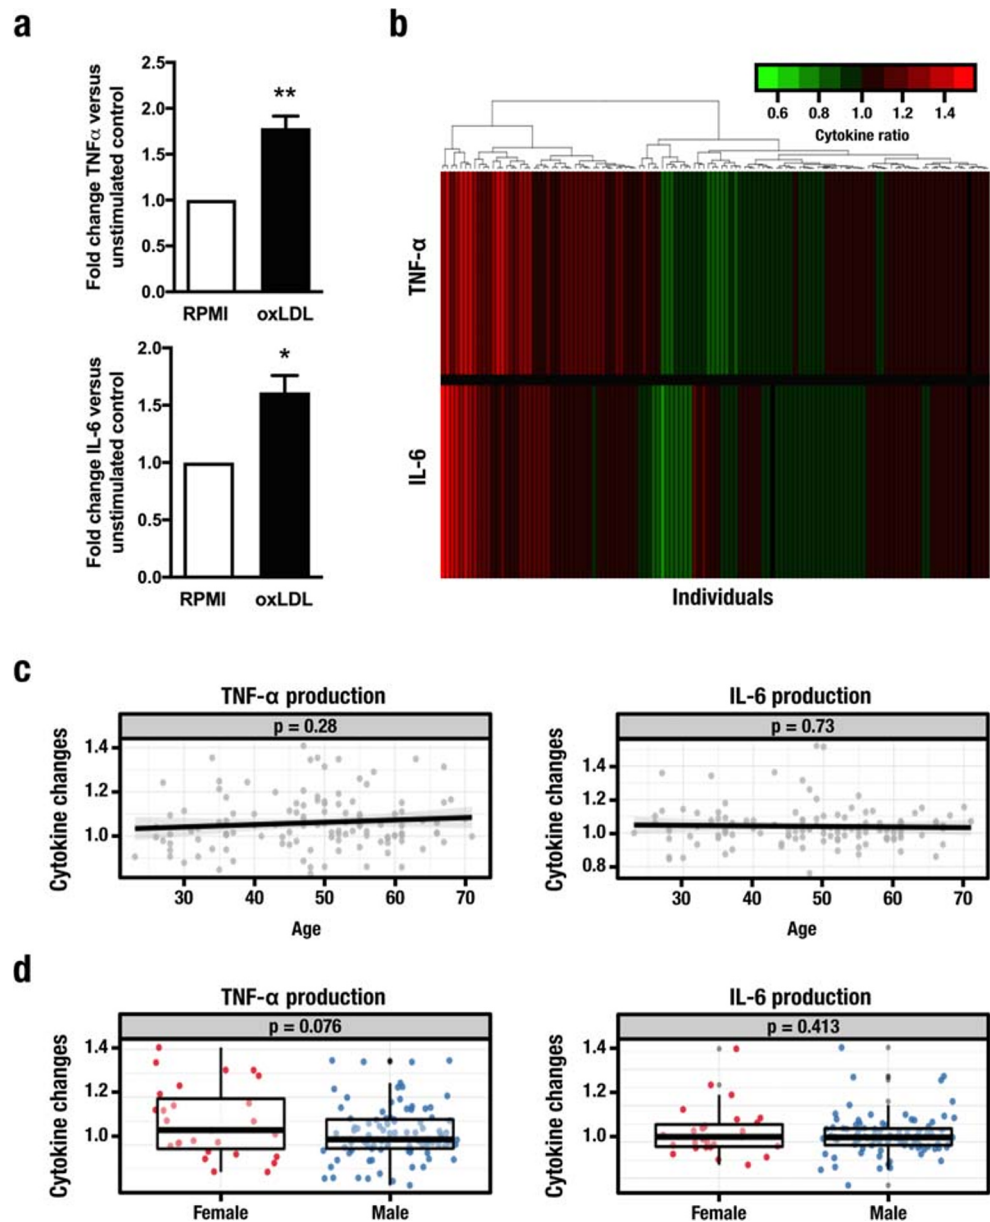 a
Fold change TNFα versus
unstimulated control
2.5
2.0
1.5
1.0
0.5
0.0
**
RPMI oxLDL
Fold change IL-6 versus
unstimulated control
2.0
1.5
1.0
0.5
0.0
*
RPMI oxLDL
b
0.6 0.8 1.0 1.2 1.4
Cytokine ratio
TNF-α
IL-6
Individuals
c
TNF-α production
p = 0.28
Cytokine changes
1.4
1.2
1.0
30 40 50 60 70
Age
IL-6 production
p = 0.73
Cytokine changes
1.4
1.2
1.0
0.8
30 40 50 60 70
Age
d
TNF-α production
p = 0.076
Cytokine changes
1.4
1.2
1.0
Female Male
IL-6 production
p = 0.413
Cytokine changes
1.4
1.2
1.0
Female Male